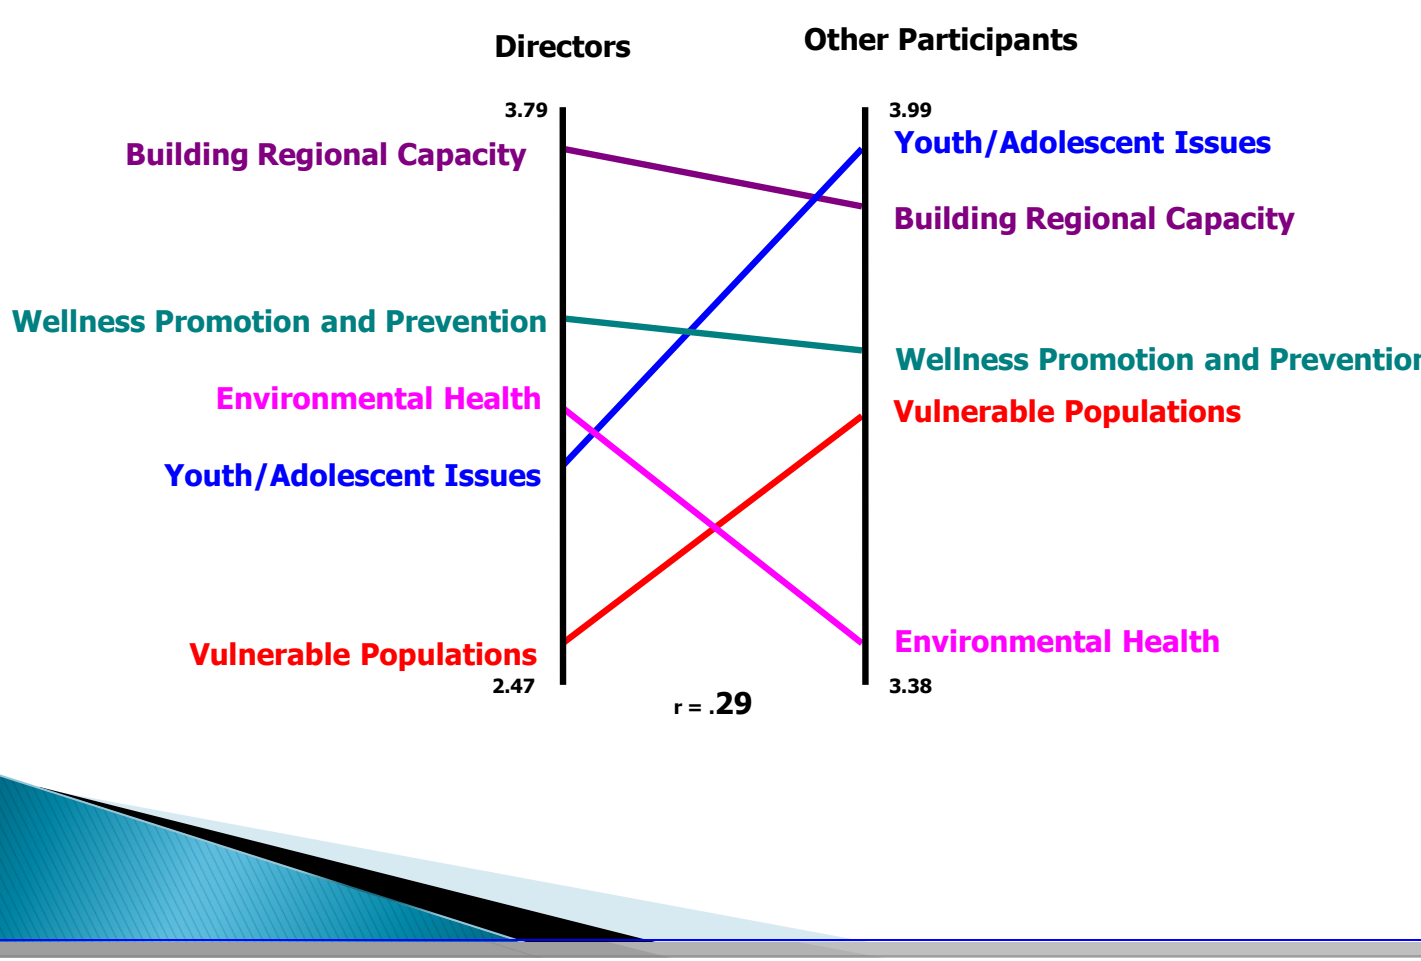 Directors
Other Participants
3.79
3.99
Building Regional Capacity
Youth/Adolescent Issues
Building Regional Capacity
Wellness Promotion and Prevention
Wellness Promotion and Prevention
Environmental Health
Vulnerable Populations
Youth/Adolescent Issues
Vulnerable Populations
Environmental Health
2.47
3.38
r = .29